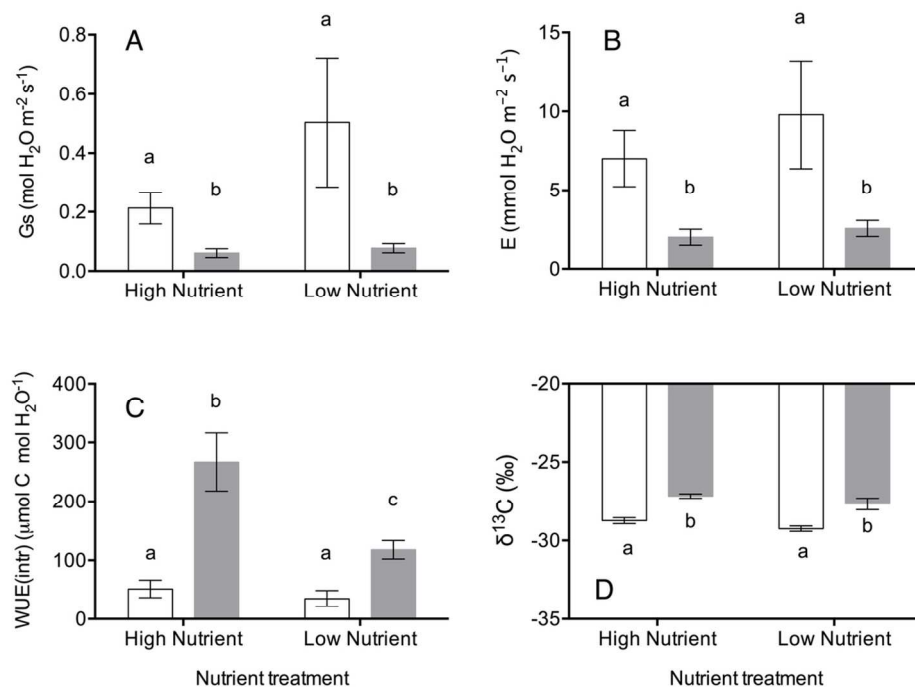 A
Gs (mol H₂O m⁻² s⁻¹)
0.8
0.6
0.4
0.2
0.0
a
b
a
b
High Nutrient
Low Nutrient
B
E (mmol H₂O m⁻² s⁻¹)
15
10
5
0
a
b
a
b
High Nutrient
Low Nutrient
C
WUE(intr) (μmol C mol H₂O⁻¹)
400
300
200
100
0
a
b
a
c
High Nutrient
Low Nutrient
Nutrient treatment
D
δ¹³C (‰)
-20
-25
-30
-35
a
b
a
b
High Nutrient
Low Nutrient
Nutrient treatment